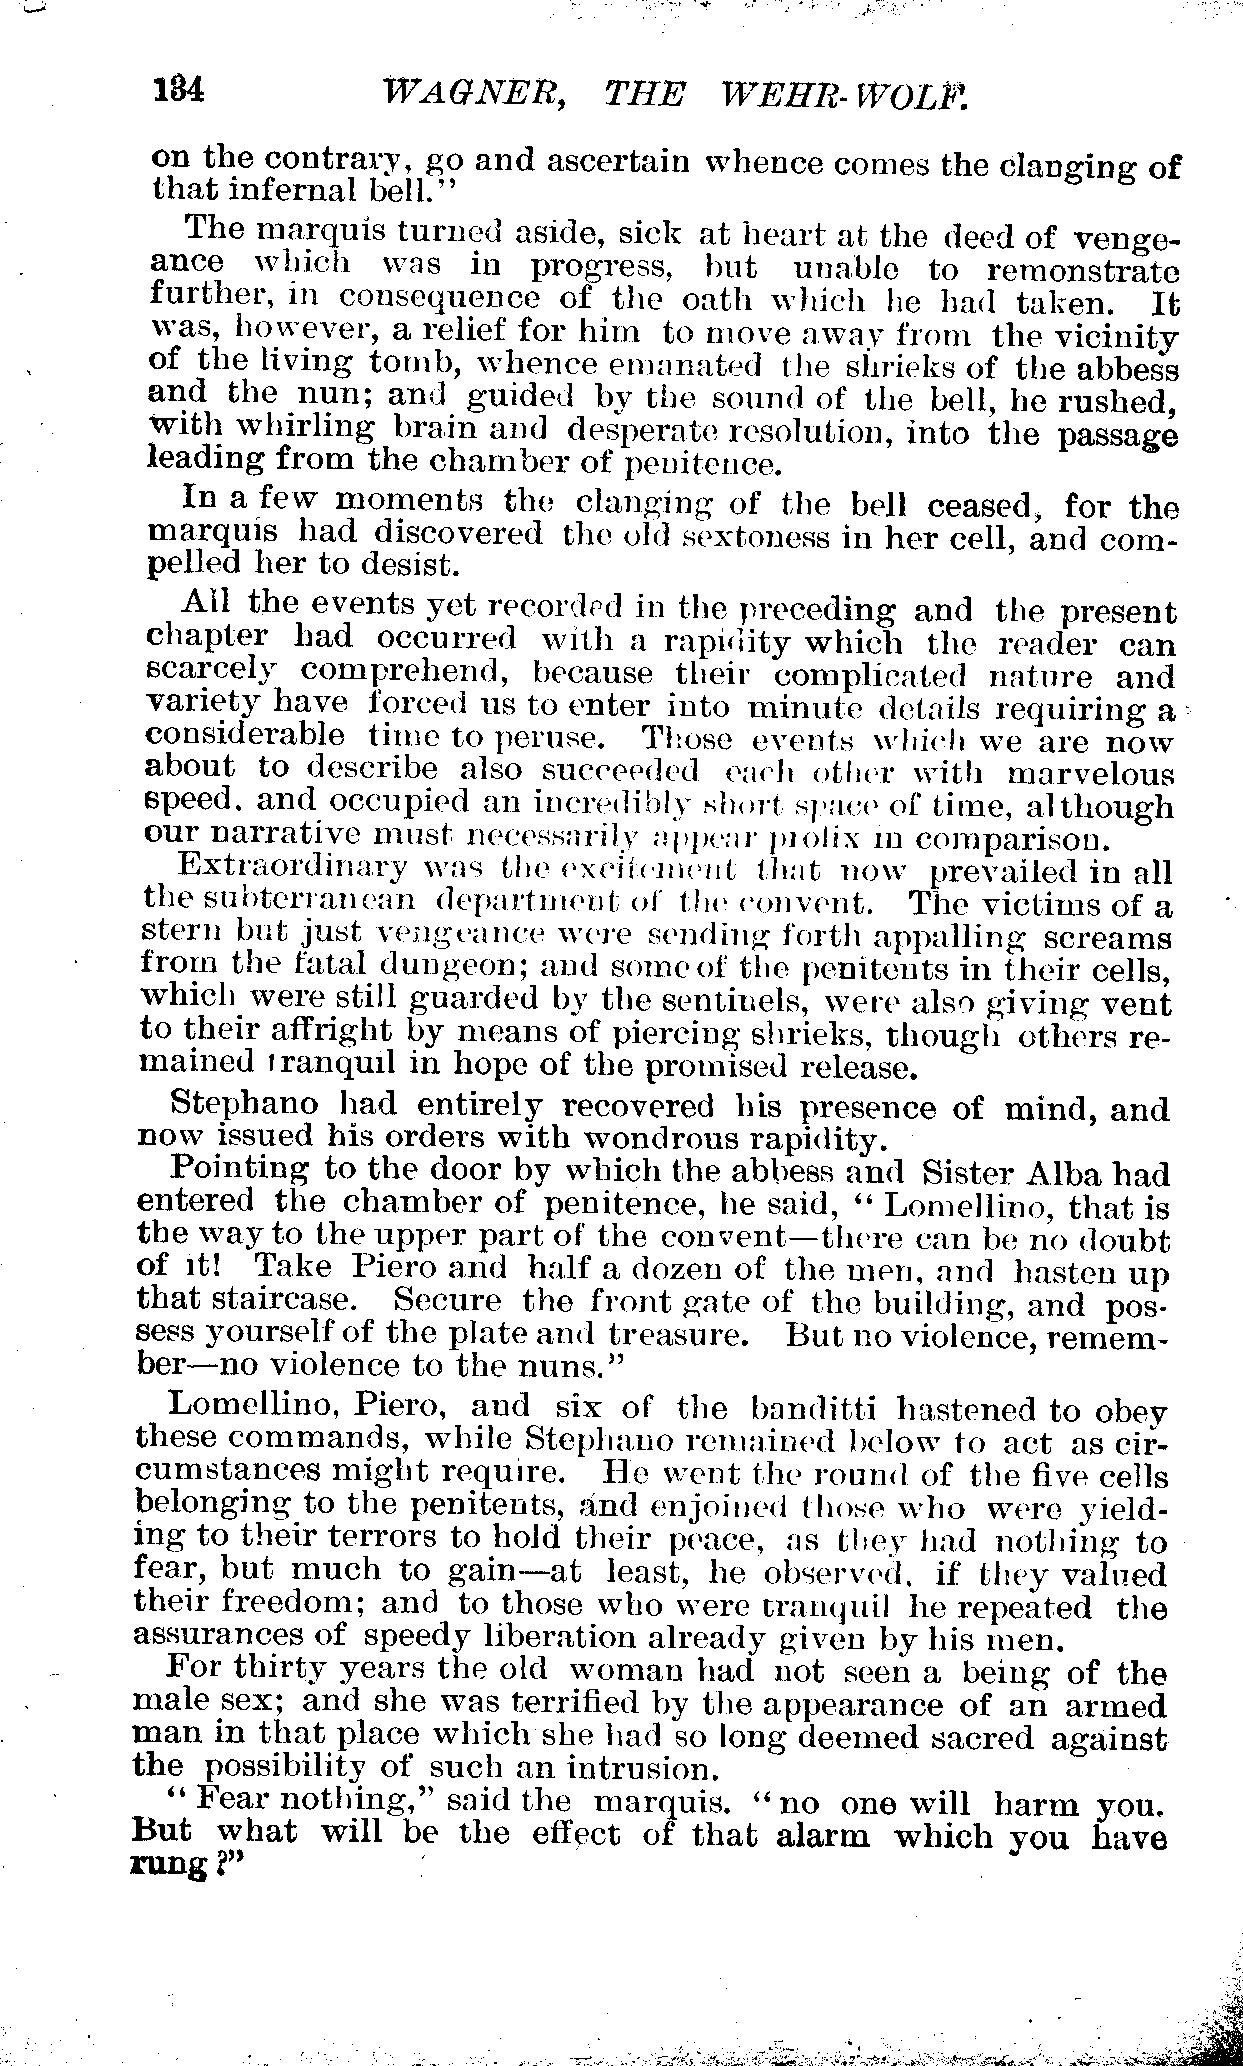 134 WAGNER, THE WEHR-WOLF.
on the contrary, go and ascertain whence comes the clanging of
that infernal bell."
The marquis turned aside, sick at heart at the deed of venge-
ance which was in progress, but unable to remonstrate
further, in consequence of the oath which he had taken. It
was, however, a relief for him to move away from the vicinity
of the living tomb, whence emanated the shrieks of the abbess
and the nun; and guided by the sound of the bell, he rushed,
with whirling brain and desperate resolution, into the passage
leading from the chamber of penitence.
In a few moments the clanging of the bell ceased, for the
marquis had discovered the old sextoness in her cell, and com-
pelled her to desist.
All the events yet recorded in the preceding and the present
chapter had occurred with a rapidity which the reader can
scarcely comprehend, because their complicated nature and
variety have forced us to enter into minute details requiring a
considerable time to peruse. Those events which we are now
about to describe also succeeded each other with marvelous
speed. and occupied an incredibly short space of time, although
our narrative must necessarily appear prolix in comparison.
Extraordinary was the excitement that now prevailed in all
the subterranean department of the convent. The victims of a
stern but just vengeance were sending forth appalling screams
from the fatal dungeon; and some of the penitents in their cells,
which were still guarded by the sentinels, were also giving vent
to their affright by means of piercing shrieks, though others re-
mained tranquil in hope of the promised release.
Stephano had entirely recovered his presence of mind, and
now issued his orders with wondrous rapidity.
Pointing to the door by which the abbess and Sister Alba had
entered the chamber of penitence, he said, "Lomellino, that is
the way to the upper part of the convent—there can be no doubt
of it! Take Piero and half a dozen of the men, and hasten up
that staircase. Secure the front gate of the building, and pos-
sess yourself of the plate and treasure. But no violence, remem-
ber—no violence to the nuns."
Lomellino, Piero, and six of the banditti hastened to obey
these commands, while Stephano remained below to act as cir-
cumstances might require. He went the round of the five cells
belonging to the penitents, and enjoined those who were yield-
ing to their terrors to hold their peace, as they had nothing to
fear, but much to gain—at least, he observed, if they valued
their freedom; and to those who were tranquil he repeated the
assurances of speedy liberation already given by his men.
For thirty years the old woman had not seen a being of the
male sex; and she was terrified by the appearance of an armed
man in that place which she had so long deemed sacred against
the possibility of such an intrusion.
"Fear nothing," said the marquis. "no one will harm you.
But what will be the effect of that alarm which you have
rung?"